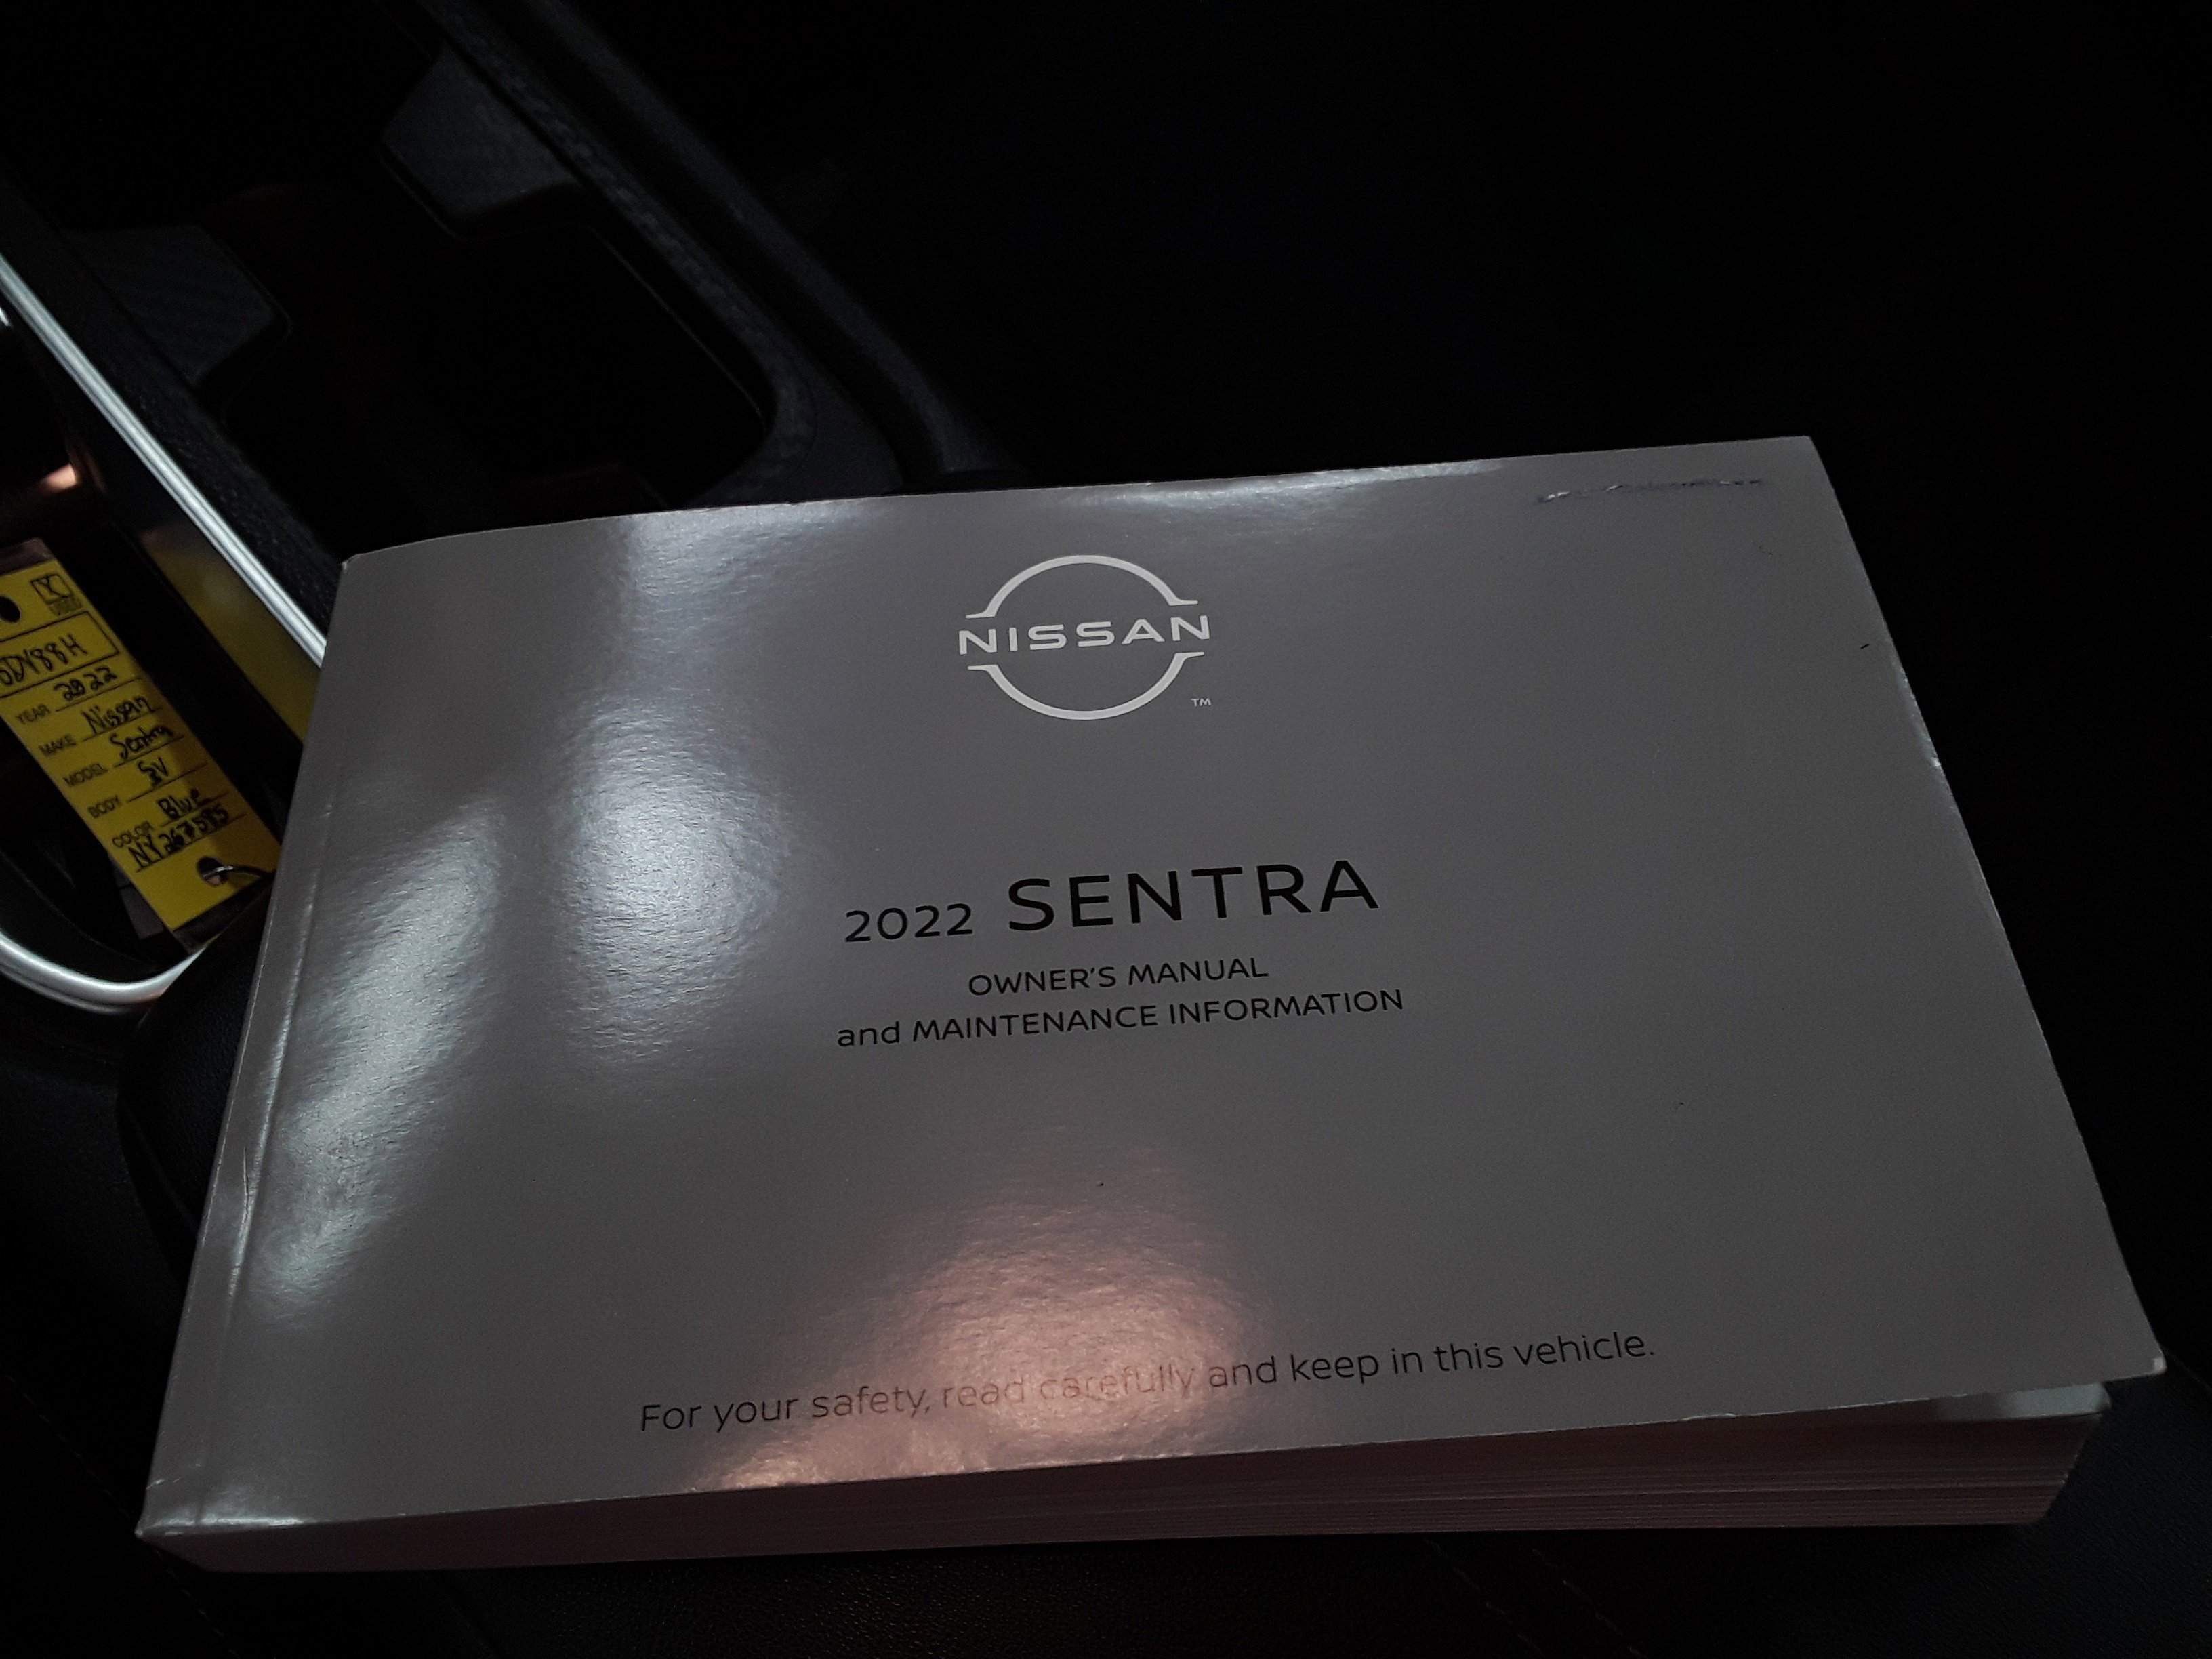 NISSAN
TM
2022 SENTRA
OWNER'S MANUAL
and MAINTENANCE INFORMATION
For your safety, read carefully and keep in this vehicle.
YEAR 2022
MAKE Nissan
MODEL Sentra
BODY SV
COLOR Blue
NY267595